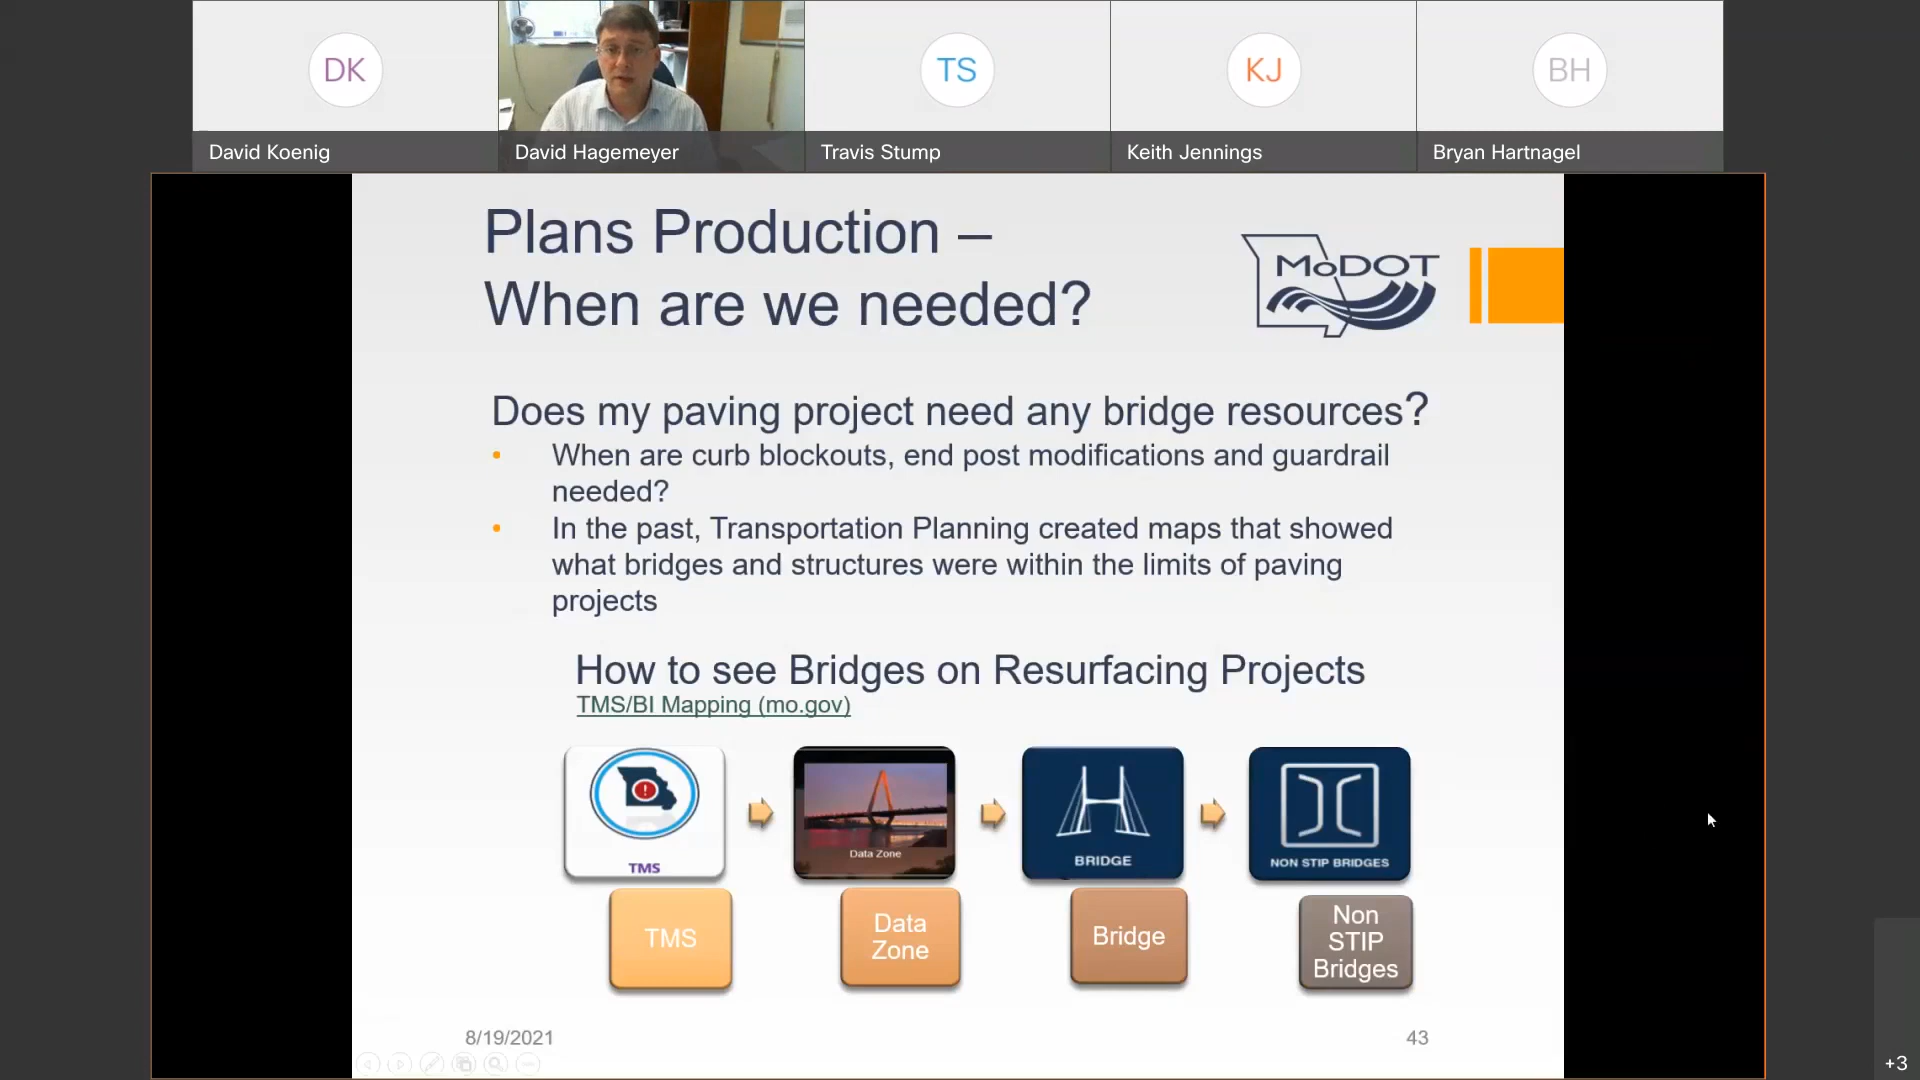 DK
TS
KJ
BH
David Koenig
David Hagemeyer
Travis Stump
Keith Jennings
Bryan Hartnagel
Plans Production –
When are we needed?
MoDOT
Does my paving project need any bridge resources?
• When are curb blockouts, end post modifications and guardrail
needed?
• In the past, Transportation Planning created maps that showed
what bridges and structures were within the limits of paving
projects
How to see Bridges on Resurfacing Projects
TMS/BI Mapping (mo.gov)
TMS
Data Zone
BRIDGE
NON STIP BRIDGES
TMS
Data
Zone
Bridge
Non
STIP
Bridges
8/19/2021
43
+3